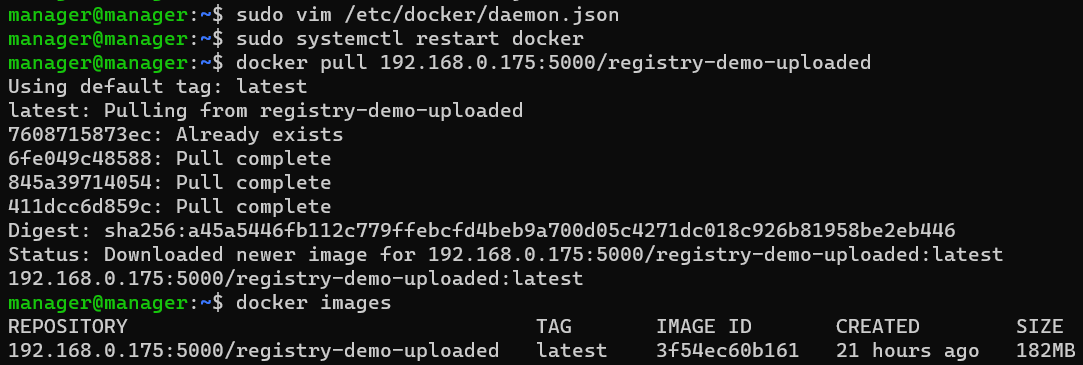 manager@manager:~$ sudo vim /etc/docker/daemon.json
manager@manager:~$ sudo systemctl restart docker
manager@manager:~$ docker pull 192.168.0.175:5000/registry-demo-uploaded
Using default tag: latest
latest: Pulling from registry-demo-uploaded
7608715873ec: Already exists
6fe049c48588: Pull complete
845a39714054: Pull complete
411dcc6d859c: Pull complete
Digest: sha256:a45a5446fb112c779ffebcfd4beb9a700d05c4271dc018c926b81958be2eb446
Status: Downloaded newer image for 192.168.0.175:5000/registry-demo-uploaded:latest
192.168.0.175:5000/registry-demo-uploaded:latest
manager@manager:~$ docker images
REPOSITORY TAG IMAGE ID CREATED SIZE
192.168.0.175:5000/registry-demo-uploaded latest 3f54ec60b161 21 hours ago 182MB